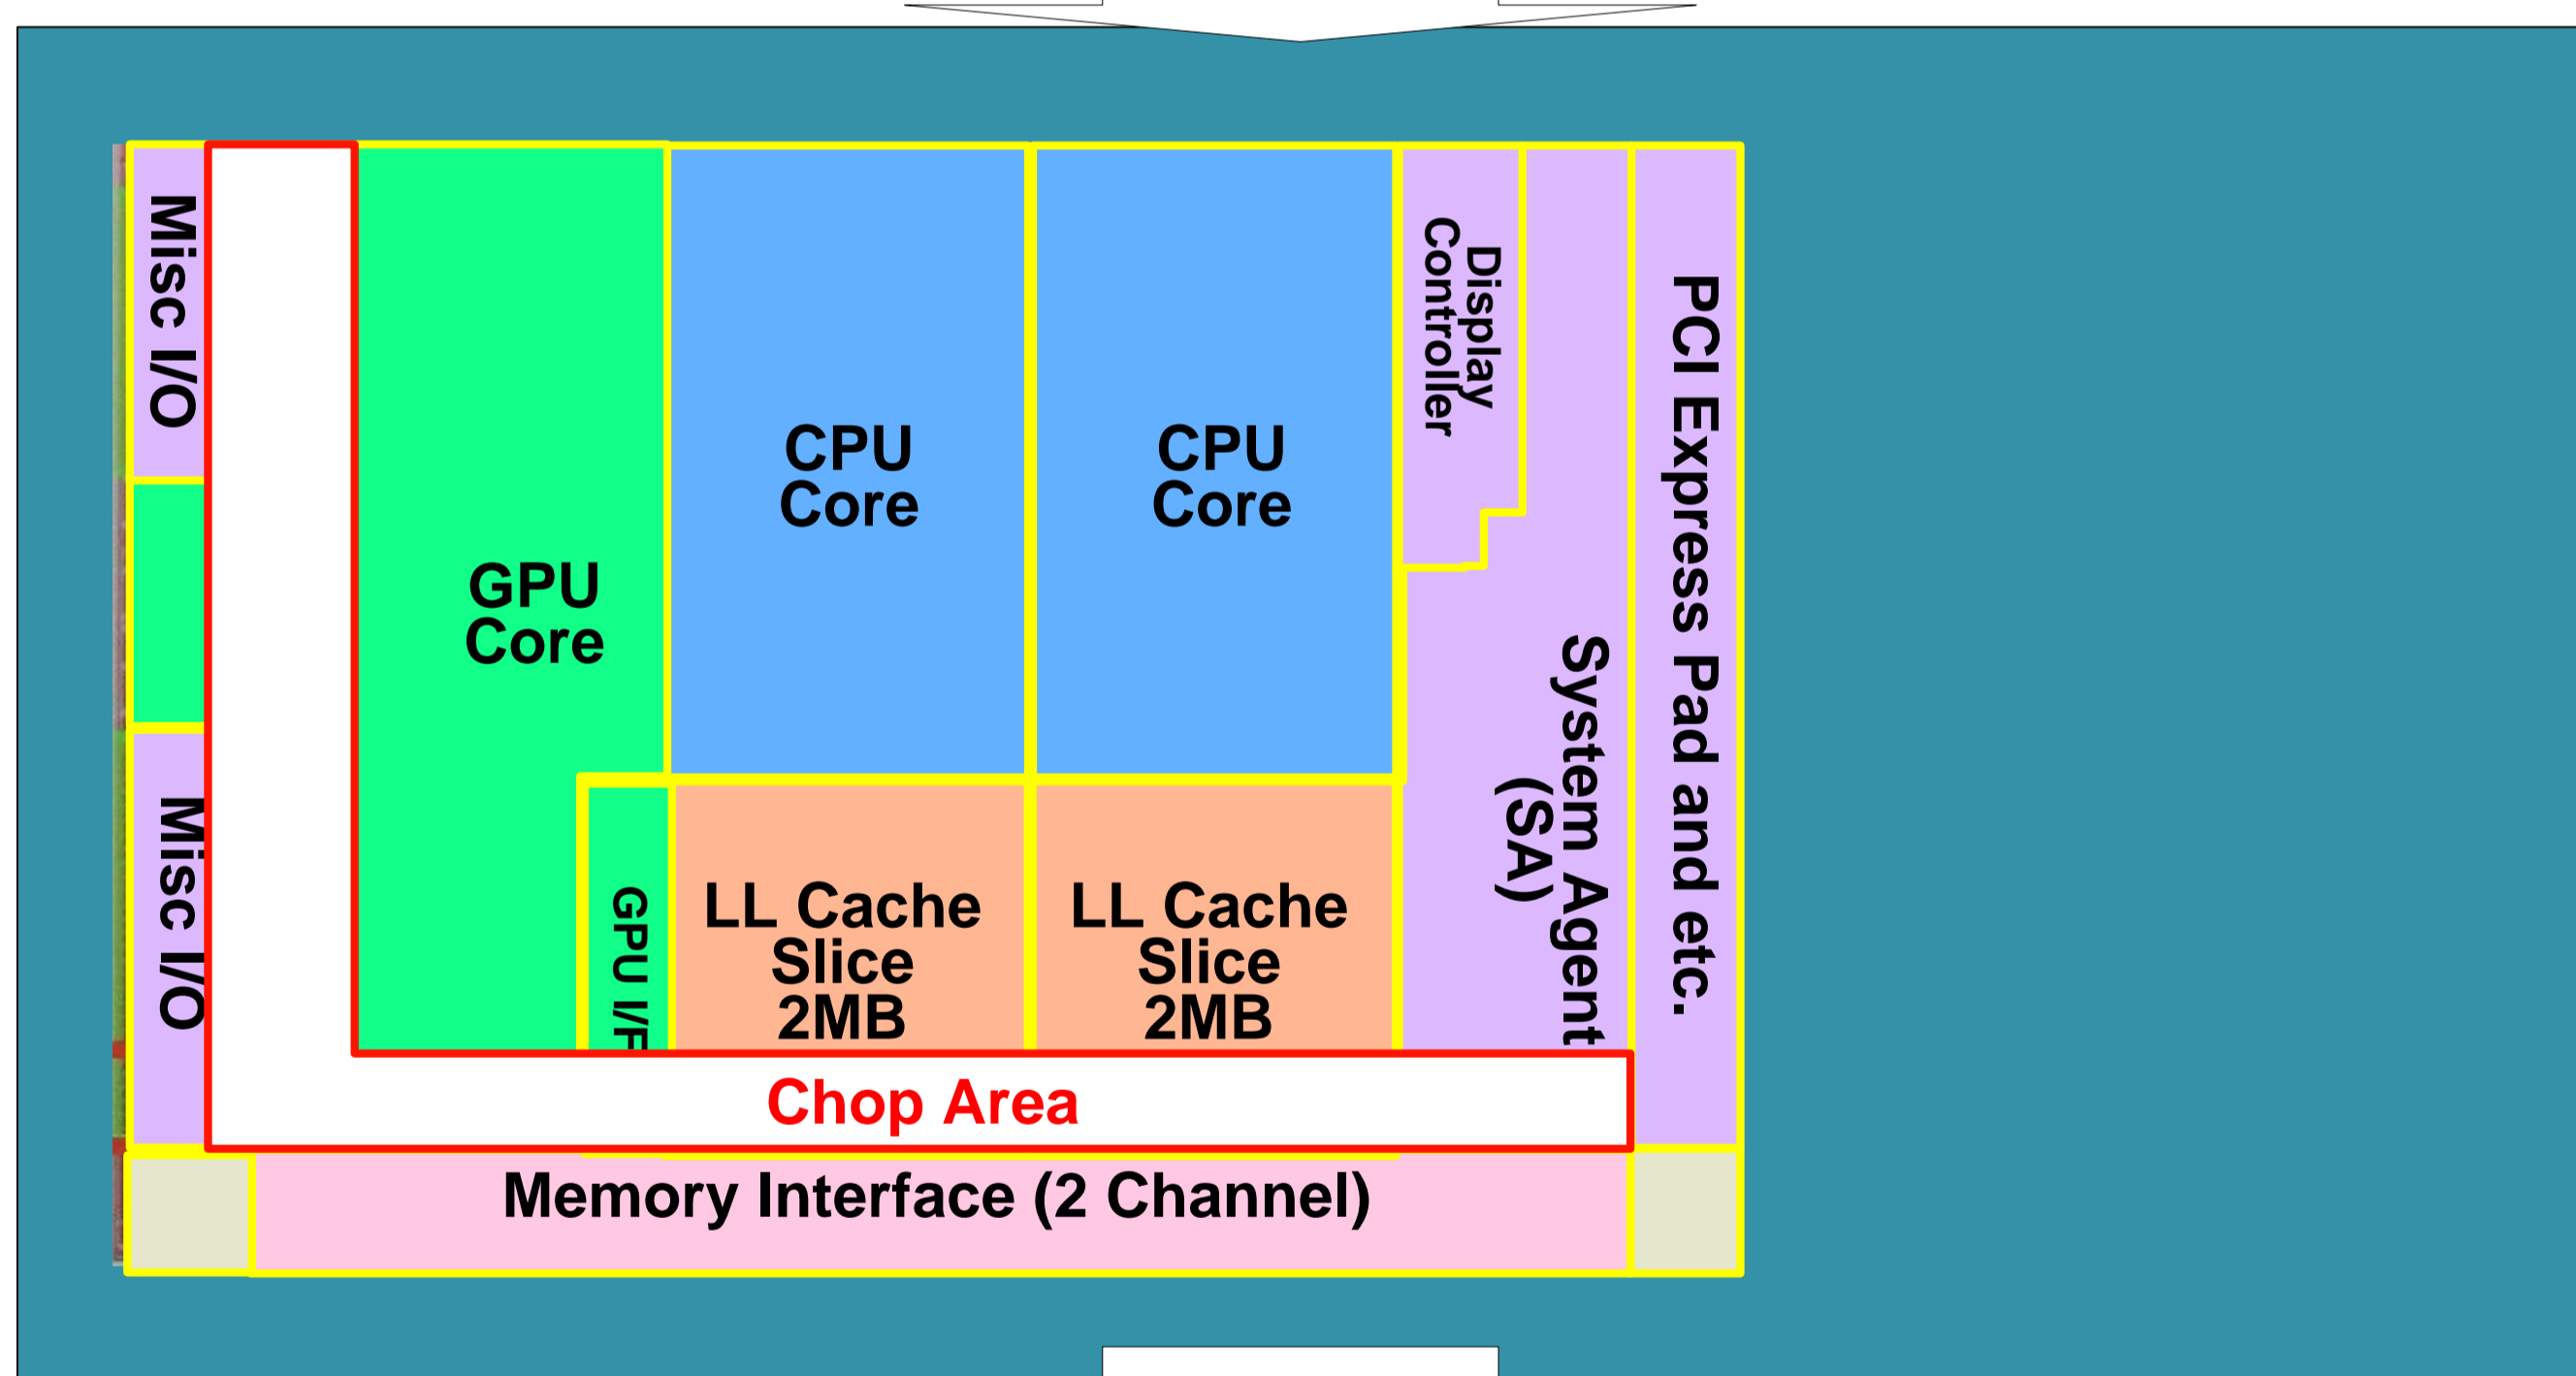 Misc I/O
GPU
Core
CPU
Core
CPU
Core
Display
Controller
System Agent
(SA)
PCI Express Pad and etc.
Misc I/O
GPU I/F
LL Cache
Slice
2MB
LL Cache
Slice
2MB
Chop Area
Memory Interface (2 Channel)